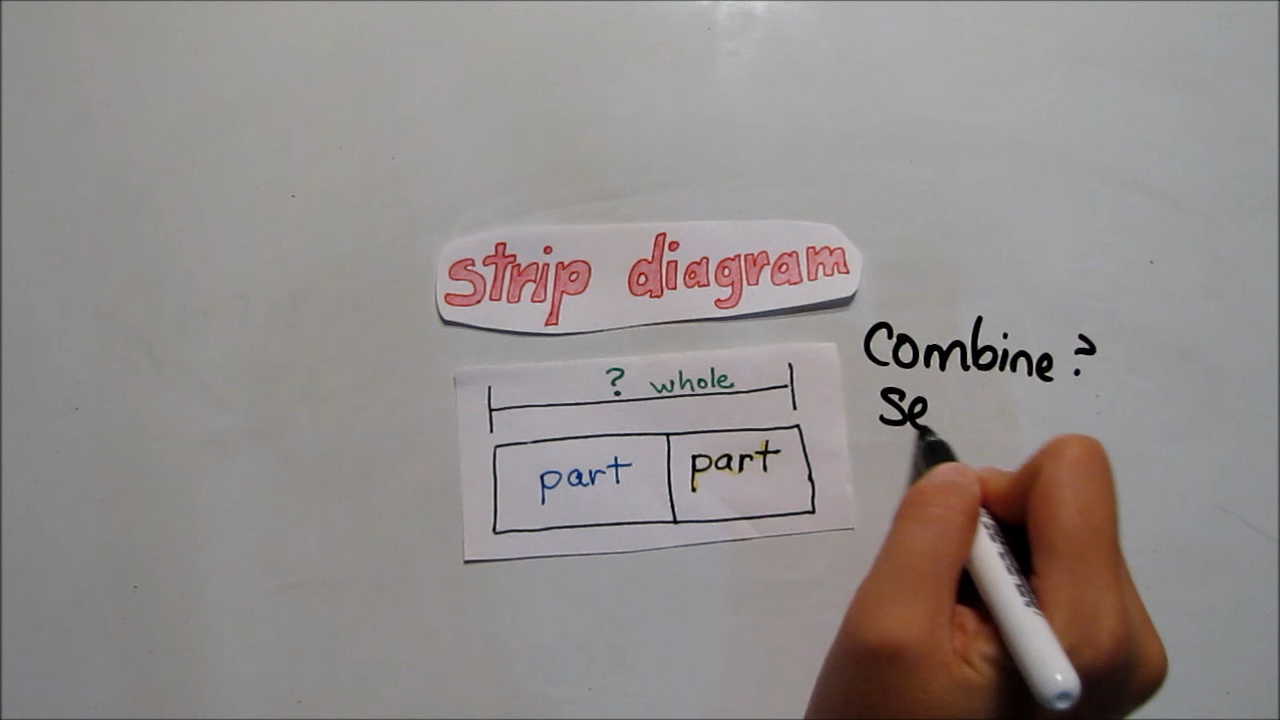 strip diagram
combine?
? whole
se
part part